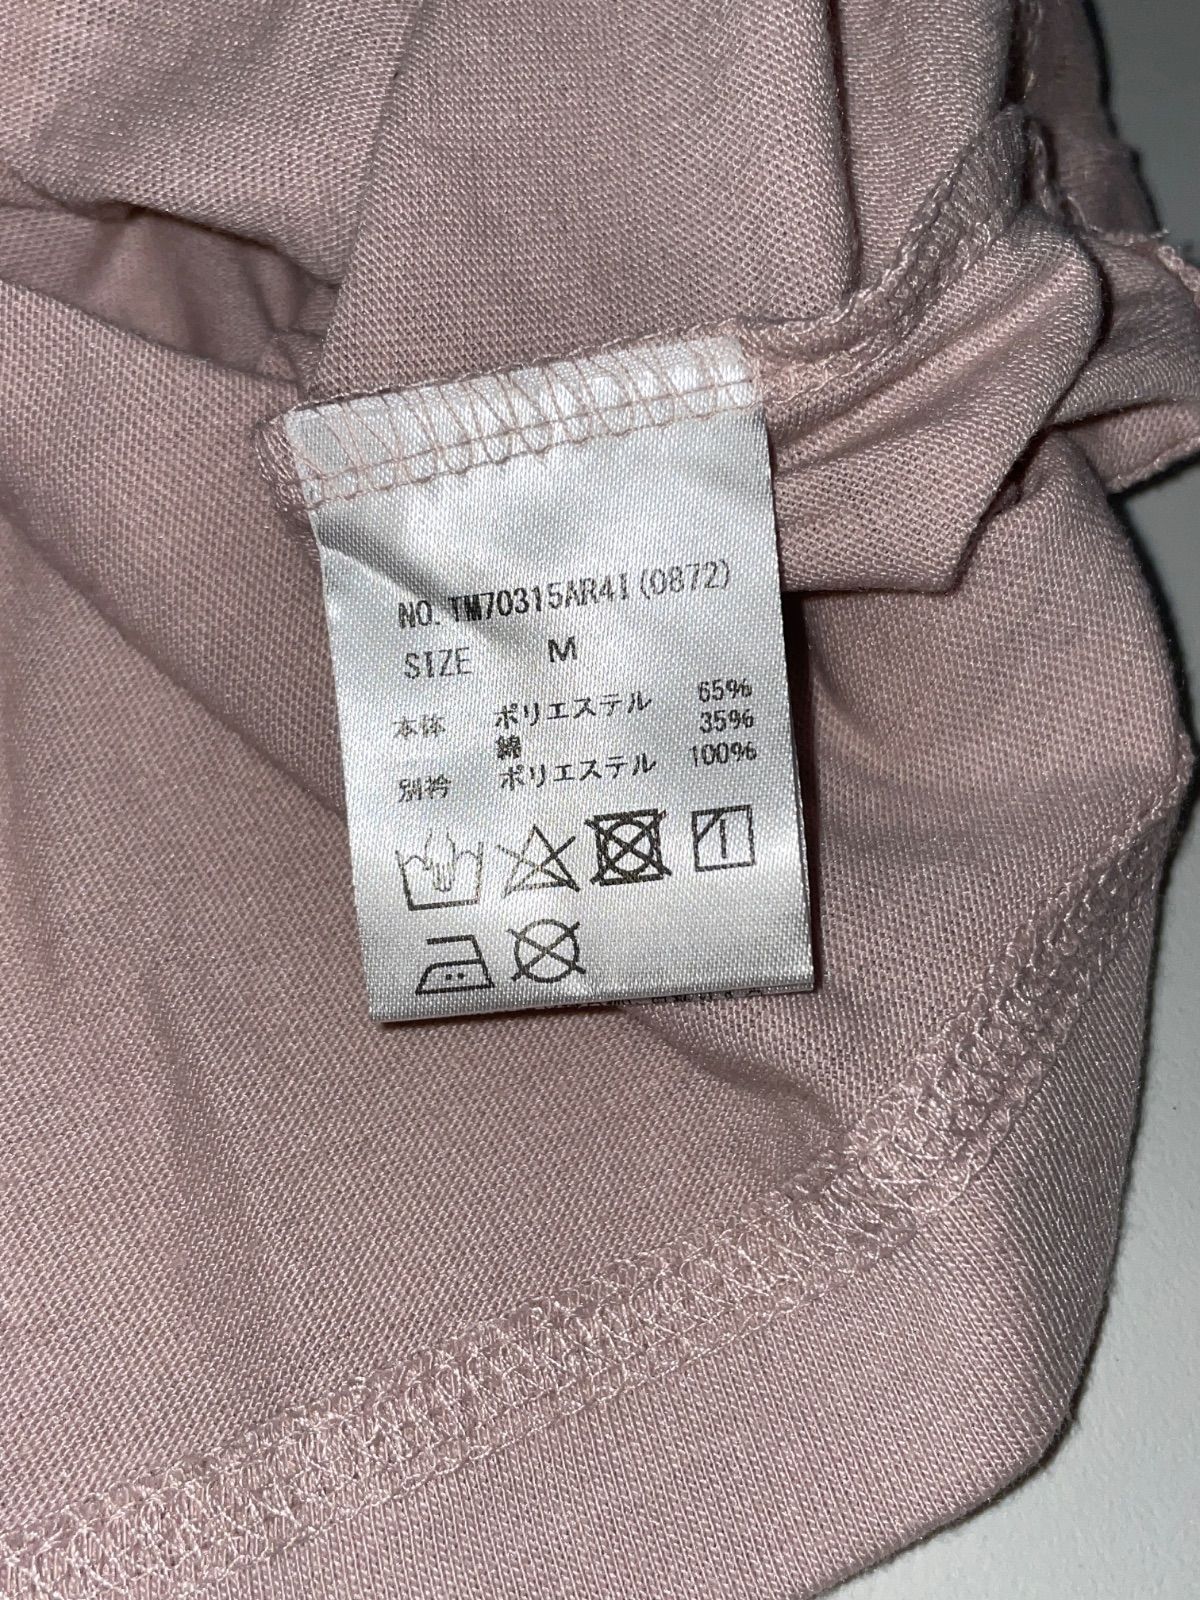 NO. TM70315AR4I (0872)
SIZE M
本体 ポリエステル 65%
綿 35%
別衿 ポリエステル 100%